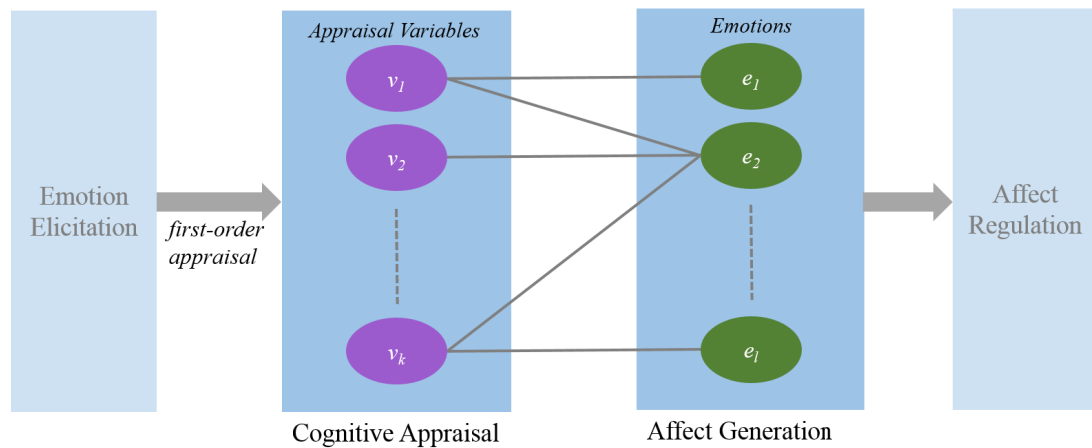 Emotion
Elicitation
first-order
appraisal
Appraisal Variables
v1
v2
vk
Cognitive Appraisal
Emotions
e1
e2
el
Affect Generation
Affect
Regulation